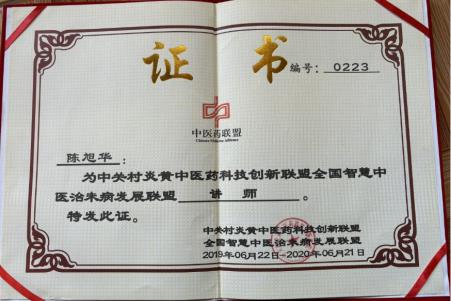 证 书
编号： 0223
中医药联盟
陈旭华：
为中关村炎黄中医药科技创新联盟全国智慧中
医治未病发展联盟 讲 师 。
特发此证。
中关村炎黄中医药科技创新联盟
全国智慧中医治未病发展联盟
2019年06月22日-2020年06月21日